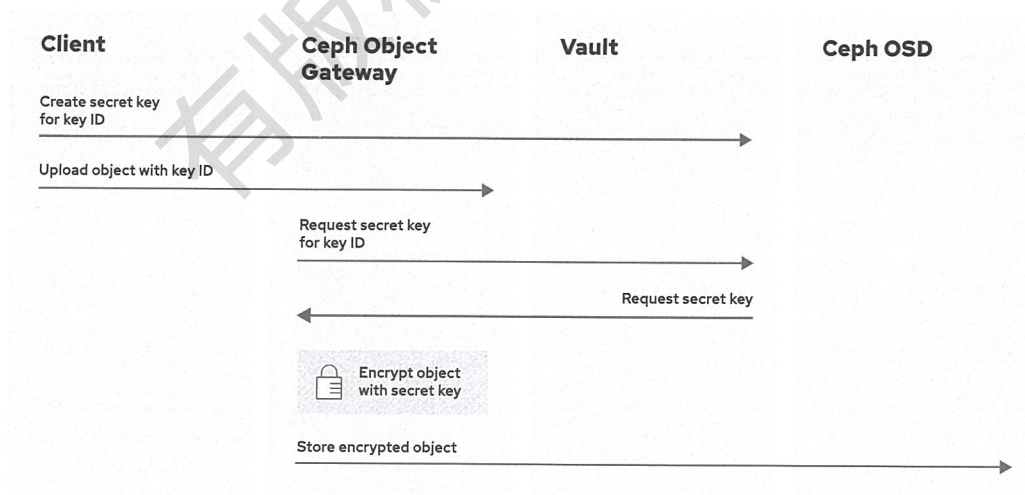 Client
Ceph Object
Gateway
Vault
Ceph OSD
Create secret key
for key ID
Upload object with key ID
Request secret key
for key ID
Request secret key
Encrypt object
with secret key
Store encrypted object
有版